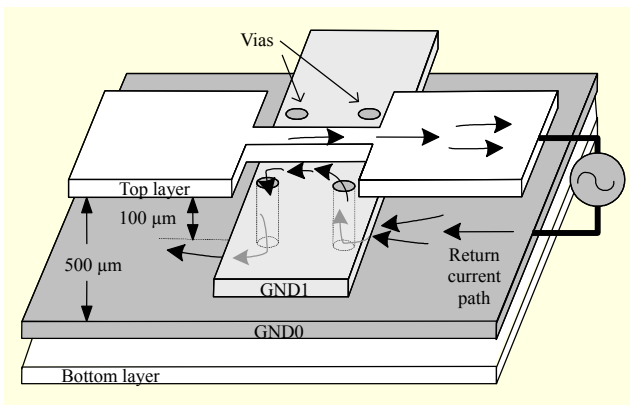 Vias
Top layer
100 μm
500 μm
Return
current
path
GND1
GND0
Bottom layer